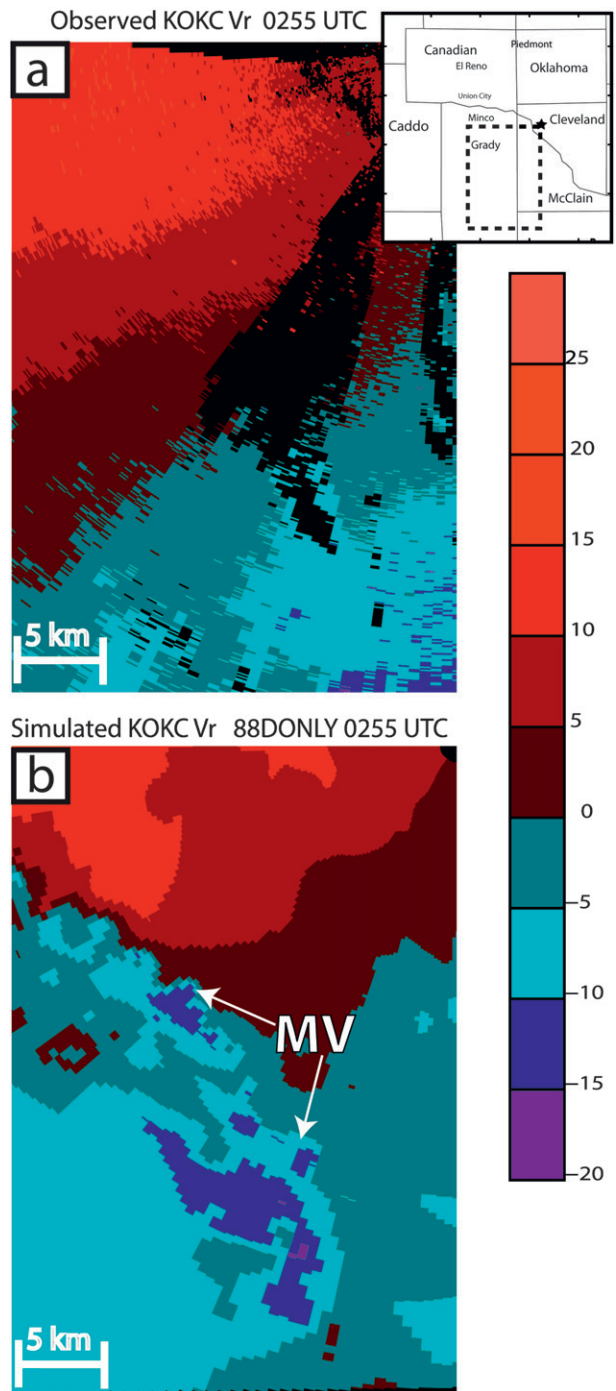 Observed KOKC Vr 0255 UTC
a
Canadian
Piedmont
El Reno
Oklahoma
Union City
Caddo
Minco
Cleveland
Grady
McClain
5 km
25
20
15
10
5
0
−5
−10
−15
−20
Simulated KOKC Vr 88DONLY 0255 UTC
b
MV
5 km